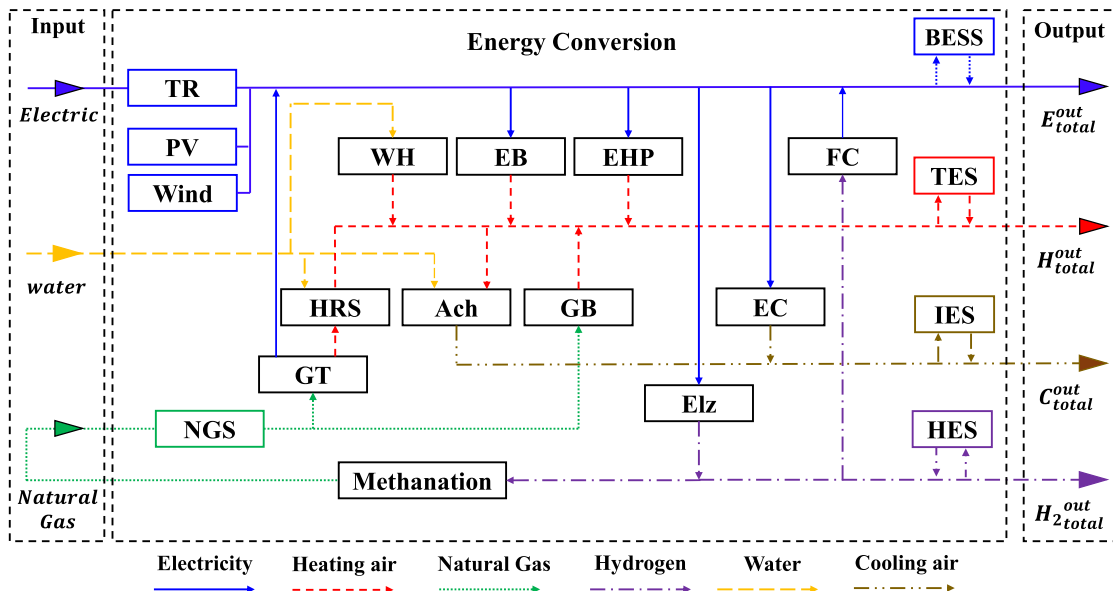 Input
Energy Conversion
BESS
Output
TR
Electric
E^out_total
PV
WH
EB
EHP
FC
Wind
TES
H^out_total
water
HRS
Ach
GB
EC
IES
GT
C^out_total
Elz
NGS
HES
Methanation
Natural
Gas
H_2^out_total
Electricity
Heating air
Natural Gas
Hydrogen
Water
Cooling air